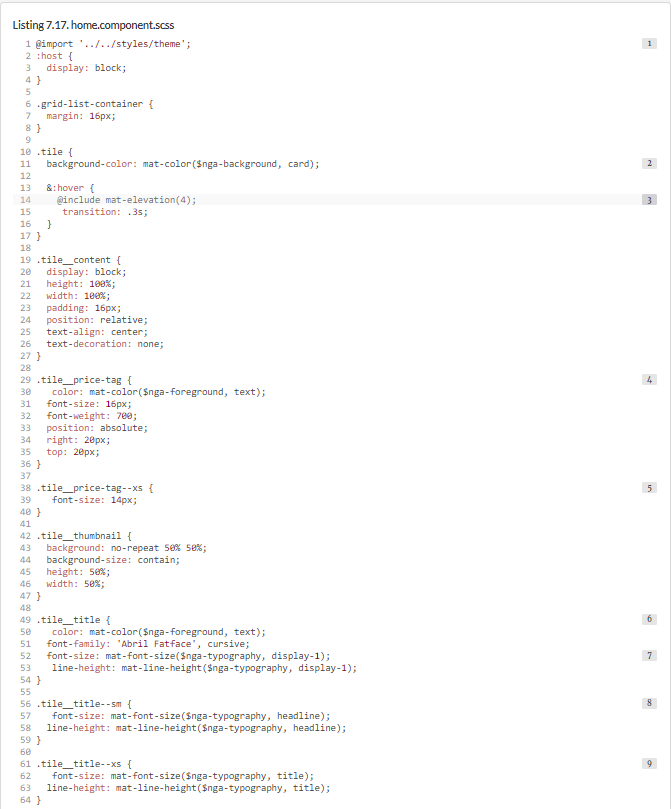 Listing 7.17. home.component.scss
1 @import '../../styles/theme'; 1
2 :host {
3 display: block;
4 }
5
6 .grid-list-container {
7 margin: 16px;
8 }
9
10 .tile {
11 background-color: mat-color($nga-background, card); 2
12
13 &:hover {
14 @include mat-elevation(4); 3
15 transition: .3s;
16 }
17 }
18
19 .tile__content {
20 display: block;
21 height: 100%;
22 width: 100%;
23 padding: 16px;
24 position: relative;
25 text-align: center;
26 text-decoration: none;
27 }
28
29 .tile__price-tag { 4
30 color: mat-color($nga-foreground, text);
31 font-size: 16px;
32 font-weight: 700;
33 position: absolute;
34 right: 20px;
35 top: 20px;
36 }
37
38 .tile__price-tag--xs { 5
39 font-size: 14px;
40 }
41
42 .tile__thumbnail {
43 background: no-repeat 50% 50%;
44 background-size: contain;
45 height: 50%;
46 width: 50%;
47 }
48
49 .tile__title { 6
50 color: mat-color($nga-foreground, text);
51 font-family: 'Abril Fatface', cursive;
52 font-size: mat-font-size($nga-typography, display-1); 7
53 line-height: mat-line-height($nga-typography, display-1);
54 }
55
56 .tile__title--sm { 8
57 font-size: mat-font-size($nga-typography, headline);
58 line-height: mat-line-height($nga-typography, headline);
59 }
60
61 .tile__title--xs { 9
62 font-size: mat-font-size($nga-typography, title);
63 line-height: mat-line-height($nga-typography, title);
64 }